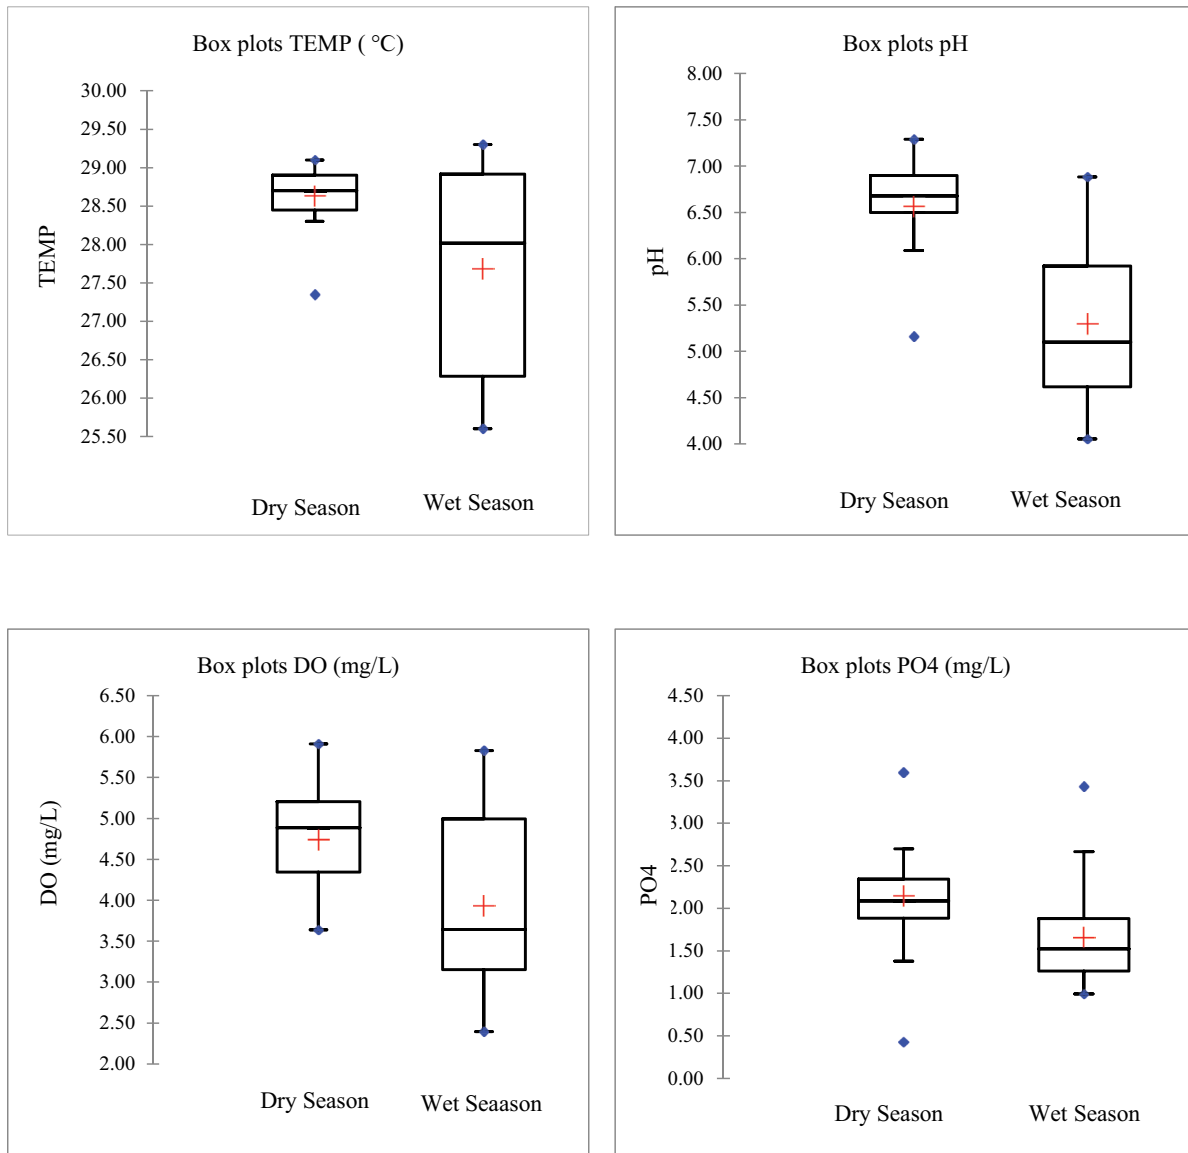 Box plots TEMP ( °C)
30.00
29.50
29.00
28.50
28.00
27.50
27.00
26.50
26.00
25.50
TEMP
Dry Season
Wet Season
Box plots pH
8.00
7.50
7.00
6.50
6.00
5.50
5.00
4.50
4.00
pH
Dry Season
Wet Season
Box plots DO (mg/L)
6.50
6.00
5.50
5.00
4.50
4.00
3.50
3.00
2.50
2.00
DO (mg/L)
Dry Season
Wet Seaason
Box plots PO4 (mg/L)
4.50
4.00
3.50
3.00
2.50
2.00
1.50
1.00
0.50
0.00
PO4
Dry Season
Wet Season